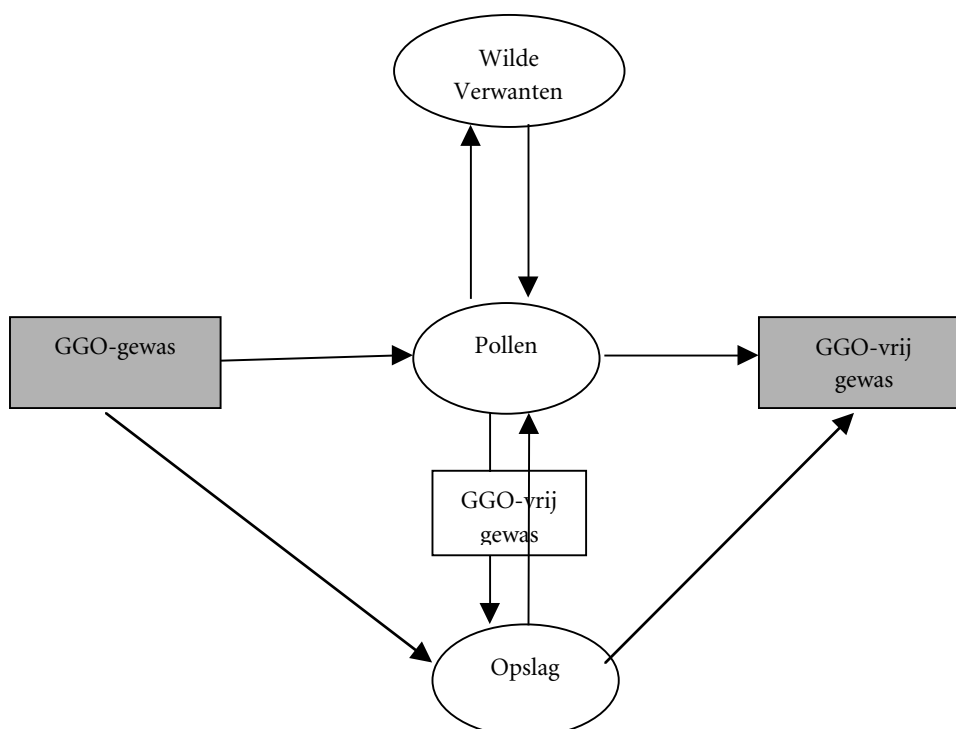 Wilde
Verwanten
GGO-gewas
Pollen
GGO-vrij
gewas
GGO-vrij
gewas
Opslag